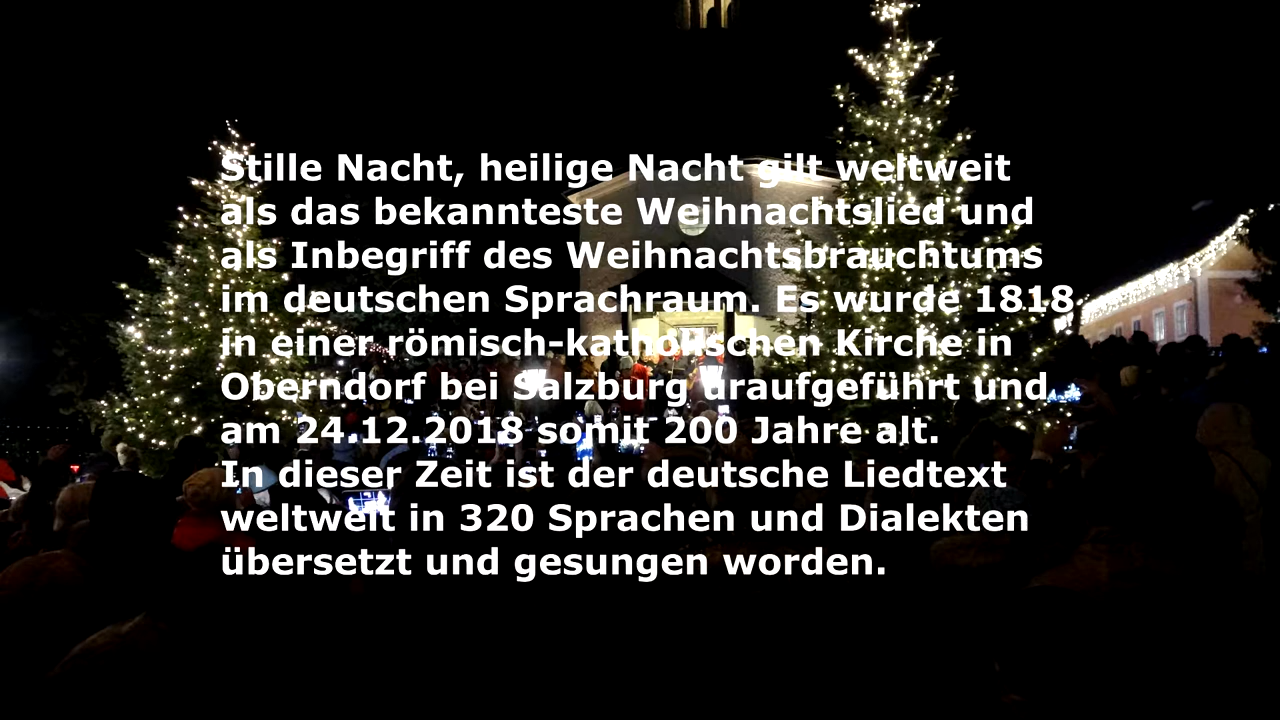 Stille Nacht, heilige Nacht gilt weltweit
als das bekannteste Weihnachtslied und
als Inbegriff des Weihnachtsbrauchtums
im deutschen Sprachraum. Es wurde 1818
in einer römisch-katholischen Kirche in
Oberndorf bei Salzburg uraufgeführt und
am 24.12.2018 somit 200 Jahre alt.
In dieser Zeit ist der deutsche Liedtext
weltweit in 320 Sprachen und Dialekten
übersetzt und gesungen worden.